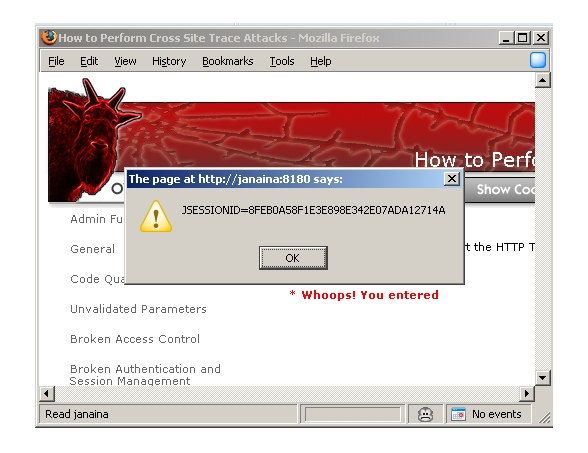 How to Perform Cross Site Trace Attacks - Mozilla Firefox
File Edit View History Bookmarks Tools Help
How to Perfo
The page at http://janaina:8180 says:
JSESSIONID=8FEB0A58F1E3E898E342E07ADA12714A
OK
O
Show Coo
Admin Fu
General
t the HTTP T
Code Qua
* Whoops! You entered
Unvalidated Parameters
Broken Access Control
Broken Authentication and
Session Management
Read janaina
No events